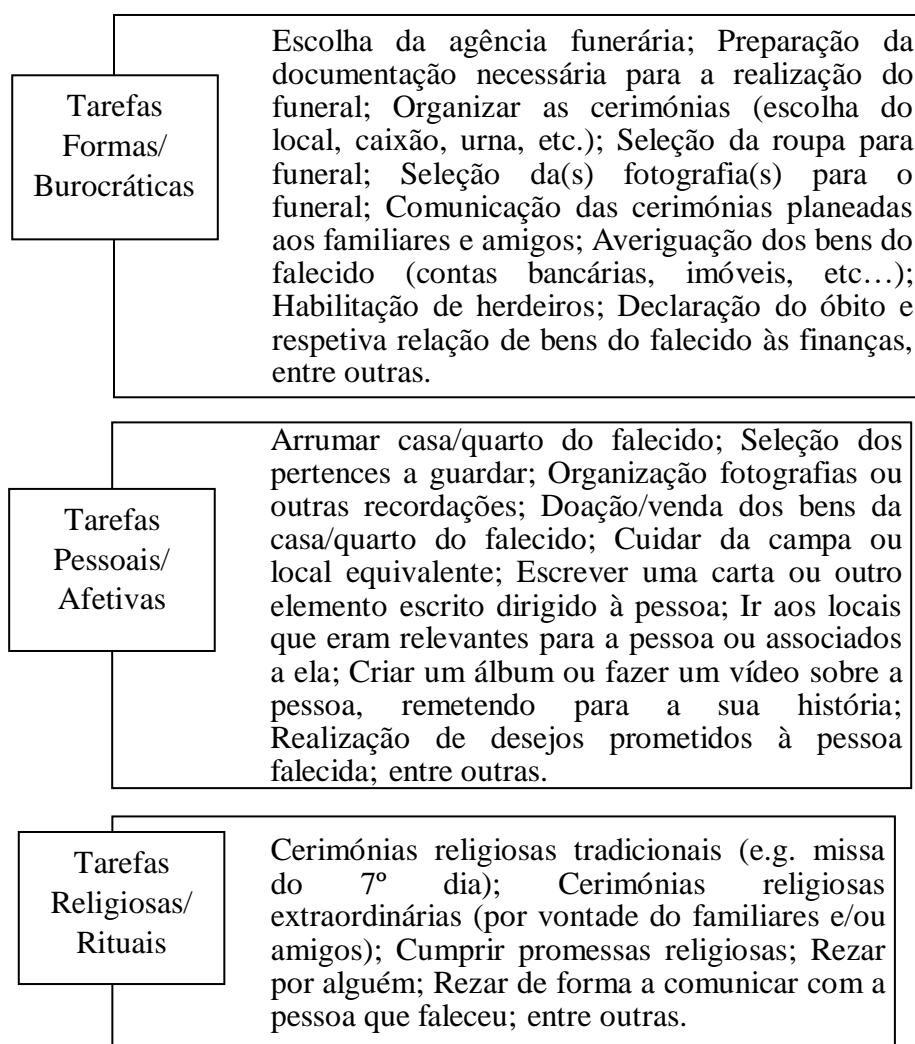 Tarefas
Formas/
Burocráticas
Escolha da agência funerária; Preparação da
documentação necessária para a realização do
funeral; Organizar as cerimónias (escolha do
local, caixão, urna, etc.); Seleção da roupa para
funeral; Seleção da(s) fotografia(s) para o
funeral; Comunicação das cerimónias planeadas
aos familiares e amigos; Averiguação dos bens do
falecido (contas bancárias, imóveis, etc…);
Habilitação de herdeiros; Declaração do óbito e
respetiva relação de bens do falecido às finanças,
entre outras.
Tarefas
Pessoais/
Afetivas
Arrumar casa/quarto do falecido; Seleção dos
pertences a guardar; Organização fotografias ou
outras recordações; Doação/venda dos bens da
casa/quarto do falecido; Cuidar da campa ou
local equivalente; Escrever uma carta ou outro
elemento escrito dirigido à pessoa; Ir aos locais
que eram relevantes para a pessoa ou associados
a ela; Criar um álbum ou fazer um vídeo sobre a
pessoa, remetendo para a sua história;
Realização de desejos prometidos à pessoa
falecida; entre outras.
Tarefas
Religiosas/
Rituais
Cerimónias religiosas tradicionais (e.g. missa
do 7º dia); Cerimónias religiosas
extraordinárias (por vontade do familiares e/ou
amigos); Cumprir promessas religiosas; Rezar
por alguém; Rezar de forma a comunicar com a
pessoa que faleceu; entre outras.